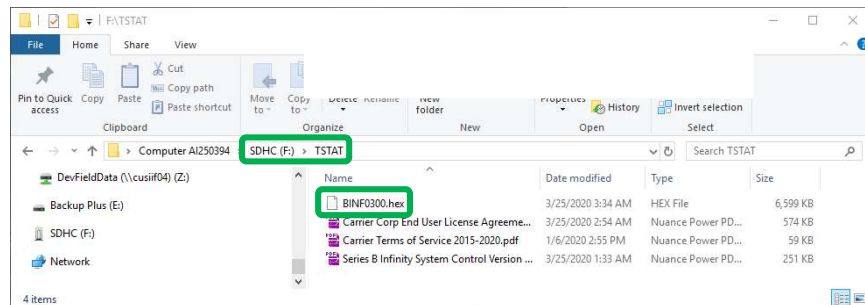 F:\TSTAT
File Home Share View
Pin to Quick access
Copy
Paste
Cut
Copy path
Paste shortcut
Move to
Copy to
Delete Rename
New folder
Properties
History
Invert selection
Clipboard Organize New Open Select
Computer AI250394 SDHC (F:) > TSTAT
Search TSTAT
DevFieldData (\\cusiif04) (Z:)
Backup Plus (E:)
SDHC (F:)
Network
Name Date modified Type Size
BINF0300.hex 3/25/2020 3:34 AM HEX File 6,599 KB
Carrier Corp End User License Agreeme... 3/25/2020 2:54 AM Nuance Power PD... 574 KB
Carrier Terms of Service 2015-2020.pdf 1/6/2020 2:55 PM Nuance Power PD... 59 KB
Series B Infinity System Control Version ... 3/25/2020 1:33 AM Nuance Power PD... 251 KB
4 items